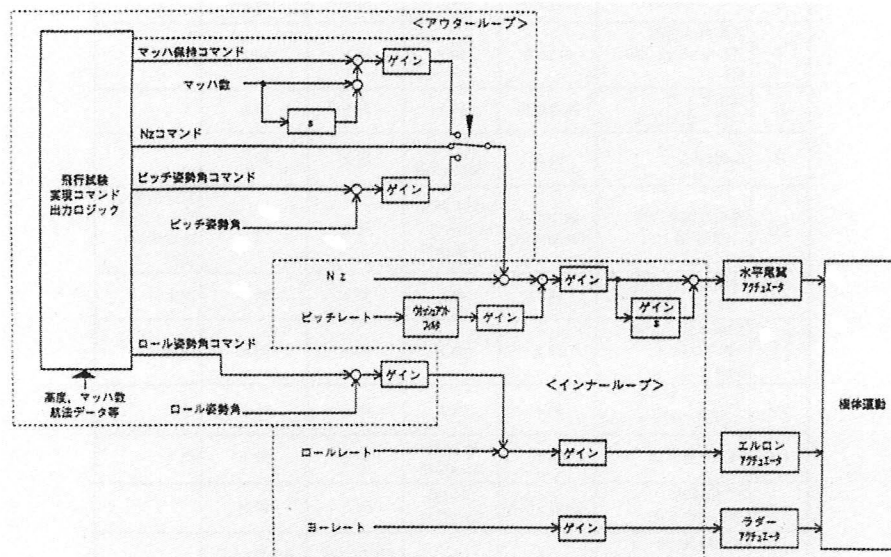 <アウターループ>
マッハ保持コマンド
ゲイン
マッハ数
s
Nzコマンド
飛行試験
実現コマンド
出力ロジック
ピッチ姿勢角コマンド
ゲイン
ピッチ姿勢角
Nz
ゲイン
水平尾翼
アクチュエータ
ピッチレート
ウォッシュアウト
フィルタ
ゲイン
ゲイン
s
ロール姿勢角コマンド
ゲイン
<インナーループ>
高度、マッハ数
航法データ等
ロール姿勢角
機体運動
ロールレート
ゲイン
エルロン
アクチュエータ
ヨーレート
ゲイン
ラダー
アクチュエータ